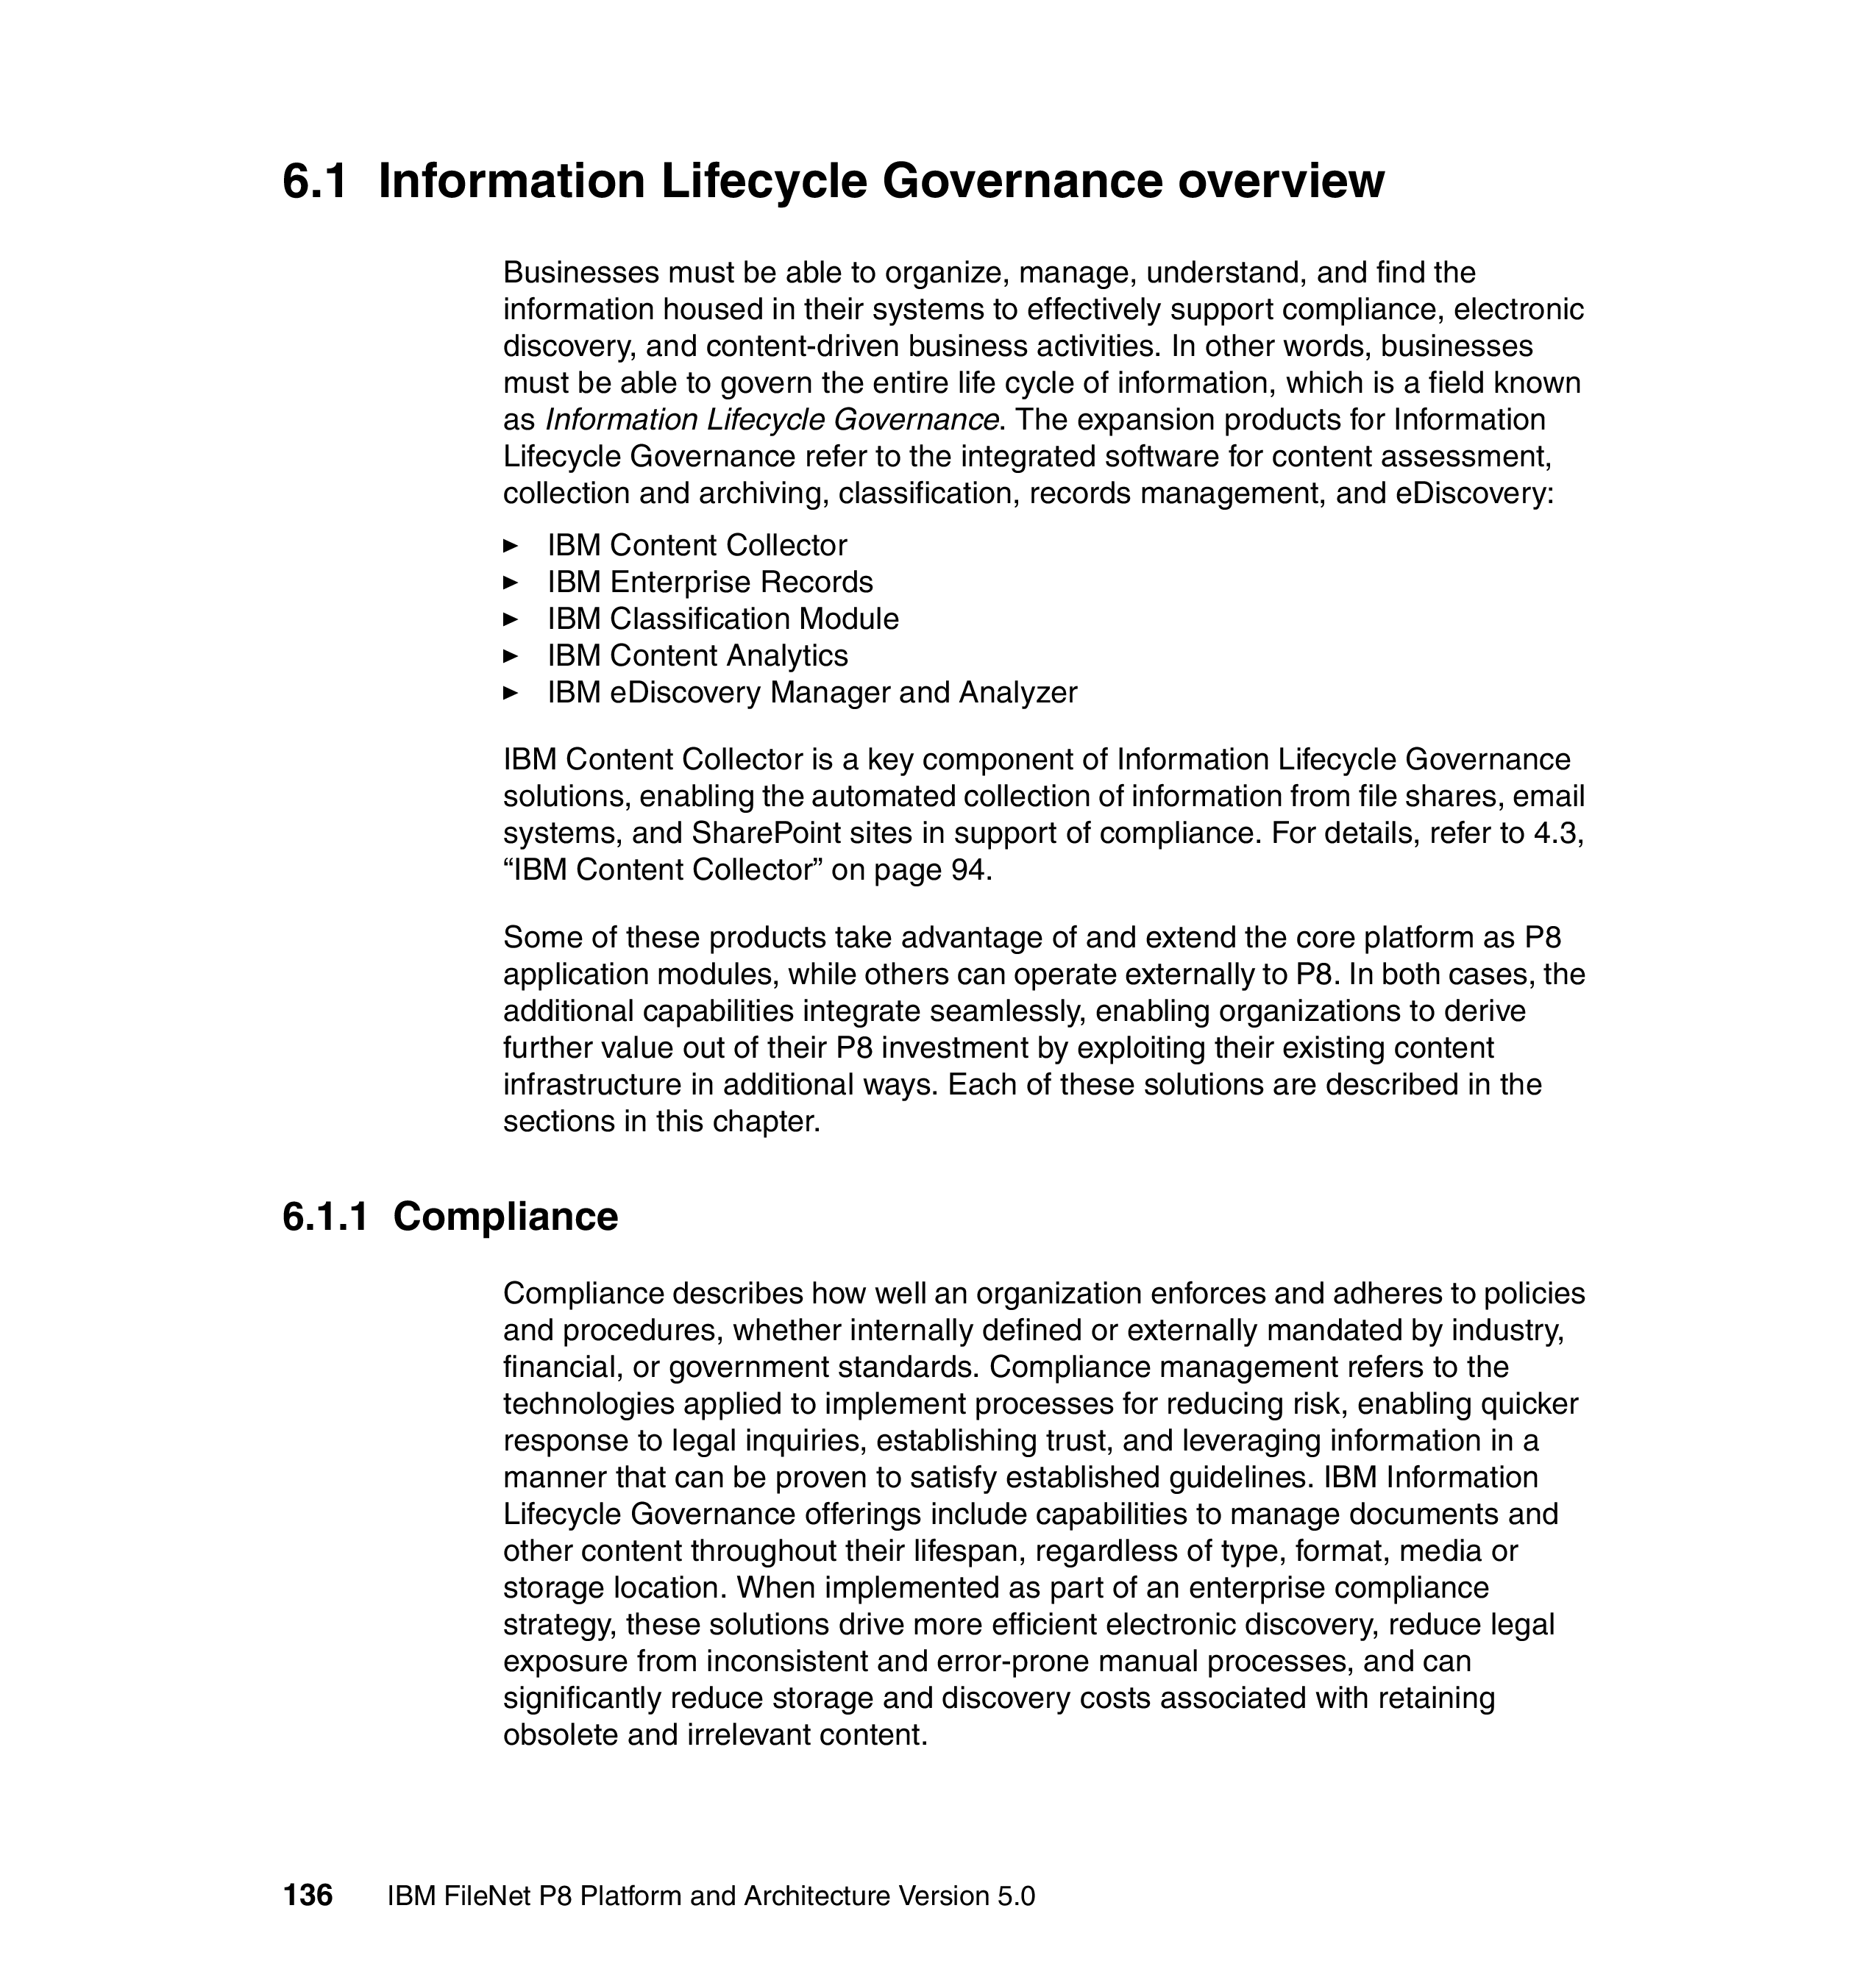 6.1 Information Lifecycle Governance overview
Businesses must be able to organize, manage, understand, and find the
information housed in their systems to effectively support compliance, electronic
discovery, and content-driven business activities. In other words, businesses
must be able to govern the entire life cycle of information, which is a field known
as Information Lifecycle Governance. The expansion products for Information
Lifecycle Governance refer to the integrated software for content assessment,
collection and archiving, classification, records management, and eDiscovery:
► IBM Content Collector
► IBM Enterprise Records
► IBM Classification Module
► IBM Content Analytics
► IBM eDiscovery Manager and Analyzer
IBM Content Collector is a key component of Information Lifecycle Governance
solutions, enabling the automated collection of information from file shares, email
systems, and SharePoint sites in support of compliance. For details, refer to 4.3,
“IBM Content Collector” on page 94.
Some of these products take advantage of and extend the core platform as P8
application modules, while others can operate externally to P8. In both cases, the
additional capabilities integrate seamlessly, enabling organizations to derive
further value out of their P8 investment by exploiting their existing content
infrastructure in additional ways. Each of these solutions are described in the
sections in this chapter.
6.1.1 Compliance
Compliance describes how well an organization enforces and adheres to policies
and procedures, whether internally defined or externally mandated by industry,
financial, or government standards. Compliance management refers to the
technologies applied to implement processes for reducing risk, enabling quicker
response to legal inquiries, establishing trust, and leveraging information in a
manner that can be proven to satisfy established guidelines. IBM Information
Lifecycle Governance offerings include capabilities to manage documents and
other content throughout their lifespan, regardless of type, format, media or
storage location. When implemented as part of an enterprise compliance
strategy, these solutions drive more efficient electronic discovery, reduce legal
exposure from inconsistent and error-prone manual processes, and can
significantly reduce storage and discovery costs associated with retaining
obsolete and irrelevant content.
136 IBM FileNet P8 Platform and Architecture Version 5.0